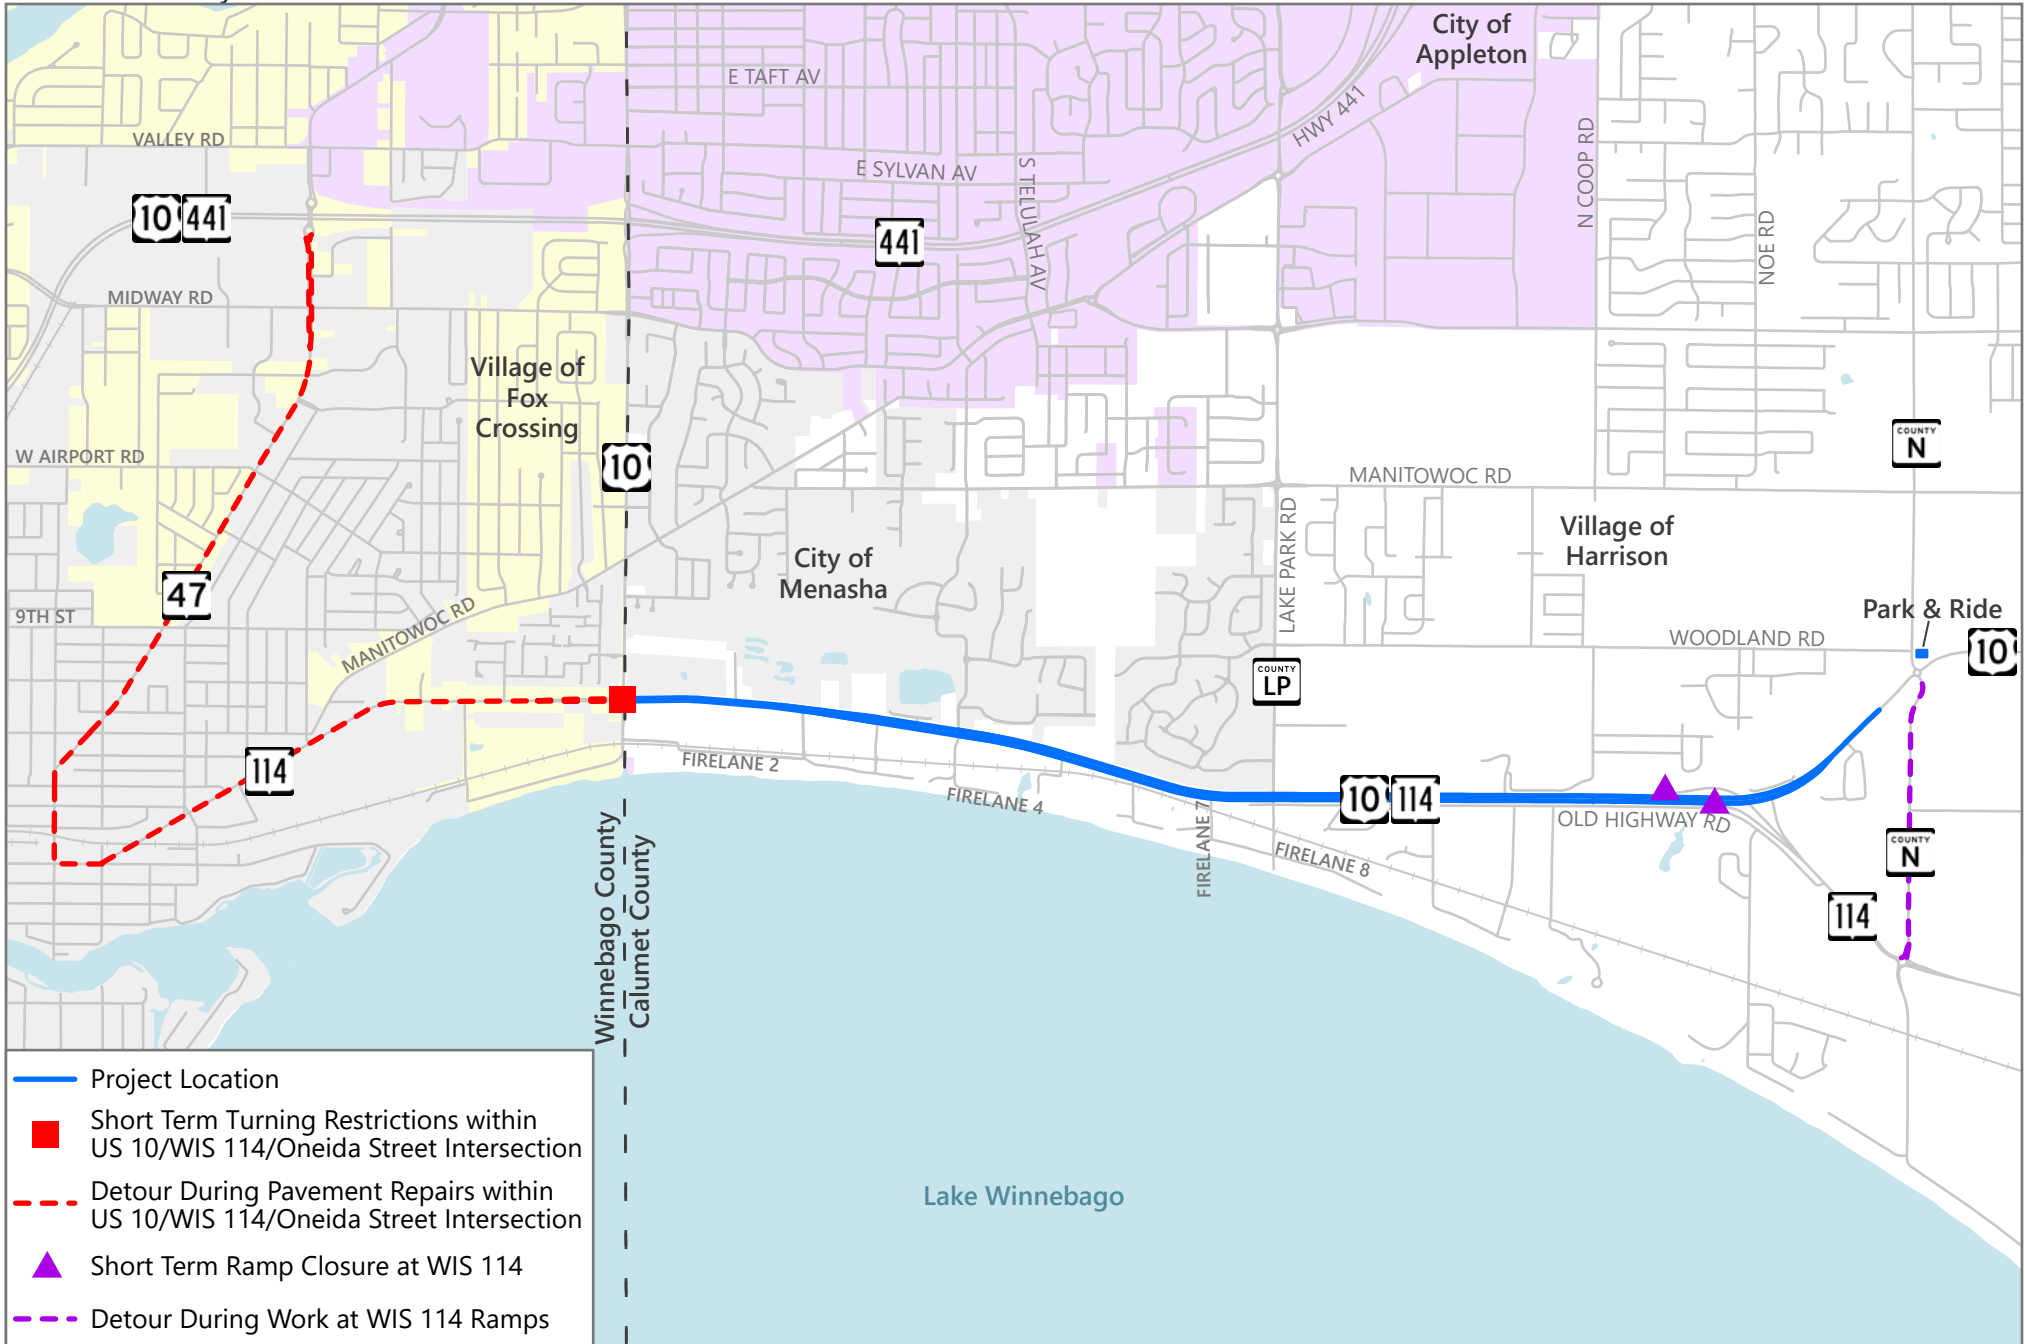 City of
Appleton
E TAFT AV
HWY 441
VALLEY RD
N COOP RD
E SYLVAN AV
S TELULAH AV
10
441
441
NOE RD
MIDWAY RD
Village of
Fox
Crossing
10
W AIRPORT RD
COUNTY
N
MANITOWOC RD
LAKE PARK RD
Village of
Harrison
City of
Menasha
47
9TH ST
MANITOWOC RD
Park & Ride
WOODLAND RD
10
COUNTY
LP
114
FIRELANE 2
FIRELANE 4
10
114
OLD HIGHWAY RD
FIRELANE 7
FIRELANE 8
COUNTY
N
114
Winnebago County
Calumet County
Lake Winnebago
Project Location
Short Term Turning Restrictions within
US 10/WIS 114/Oneida Street Intersection
Detour During Pavement Repairs within
US 10/WIS 114/Oneida Street Intersection
Short Term Ramp Closure at WIS 114
Detour During Work at WIS 114 Ramps